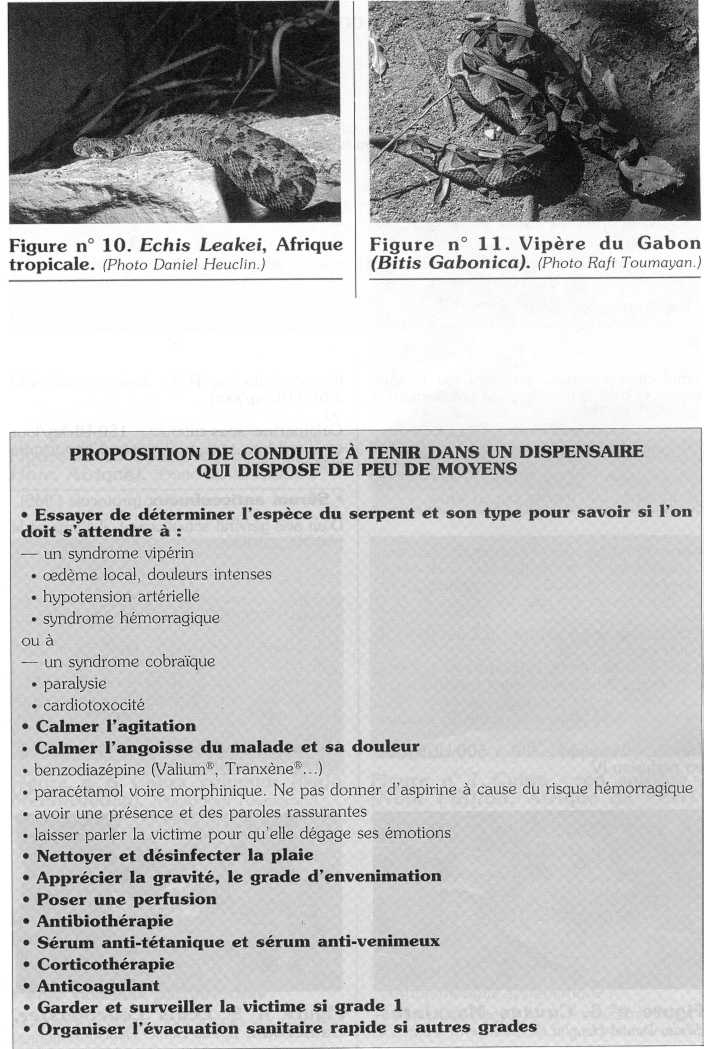 Figure n° 10. Echis Leakei, Afrique
tropicale. (Photo Daniel Heuclin.)
Figure n° 11. Vipère du Gabon
(Bitis Gabonica). (Photo Rafi Toumayan.)
PROPOSITION DE CONDUITE À TENIR DANS UN DISPENSAIRE
QUI DISPOSE DE PEU DE MOYENS
• Essayer de déterminer l'espèce du serpent et son type pour savoir si l'on
doit s'attendre à :
— un syndrome vipérin
• œdème local, douleurs intenses
• hypotension artérielle
• syndrome hémorragique
ou à
— un syndrome cobraïque
• paralysie
• cardiotoxocité
• Calmer l'agitation
• Calmer l'angoisse du malade et sa douleur
• benzodiazépine (Valium®, Tranxène®...)
• paracétamol voire morphinique. Ne pas donner d'aspirine à cause du risque hémorragique
• avoir une présence et des paroles rassurantes
• laisser parler la victime pour qu'elle dégage ses émotions
• Nettoyer et désinfecter la plaie
• Apprécier la gravité, le grade d'envenimation
• Poser une perfusion
• Antibiothérapie
• Sérum anti-tétanique et sérum anti-venimeux
• Corticothérapie
• Anticoagulant
• Garder et surveiller la victime si grade 1
• Organiser l'évacuation sanitaire rapide si autres grades